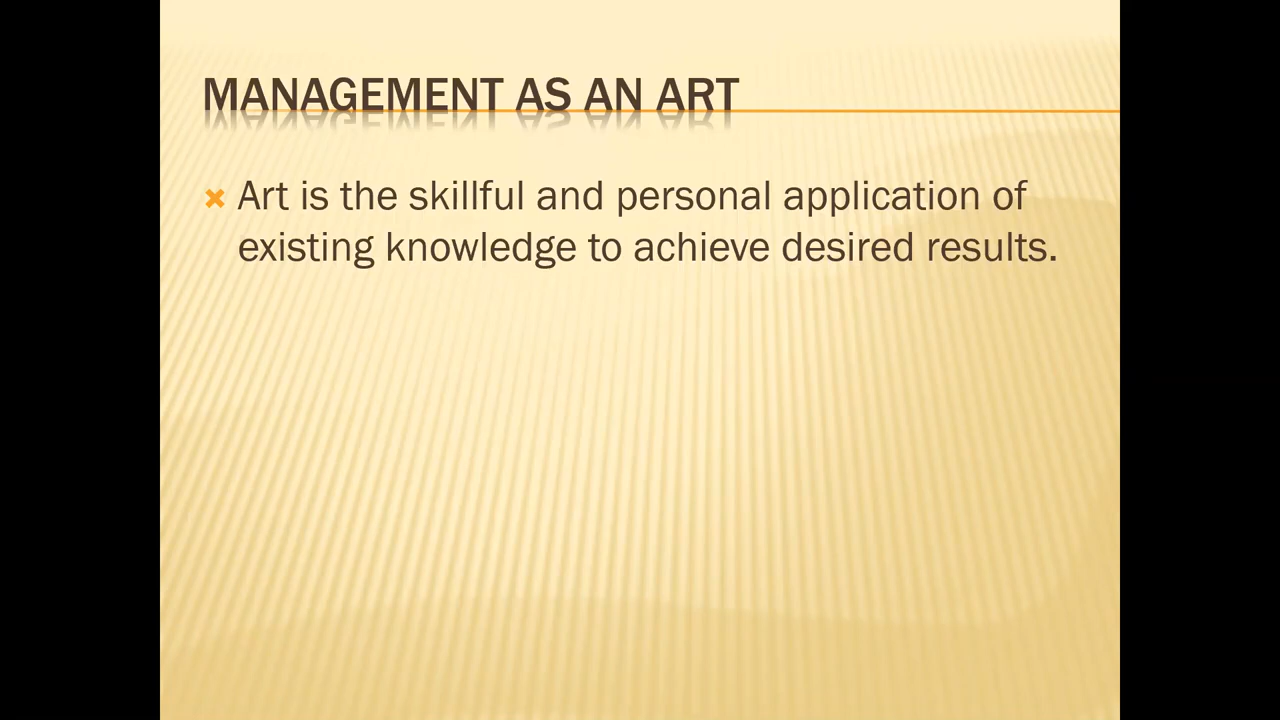 MANAGEMENT AS AN ART
Art is the skillful and personal application of
existing knowledge to achieve desired results.